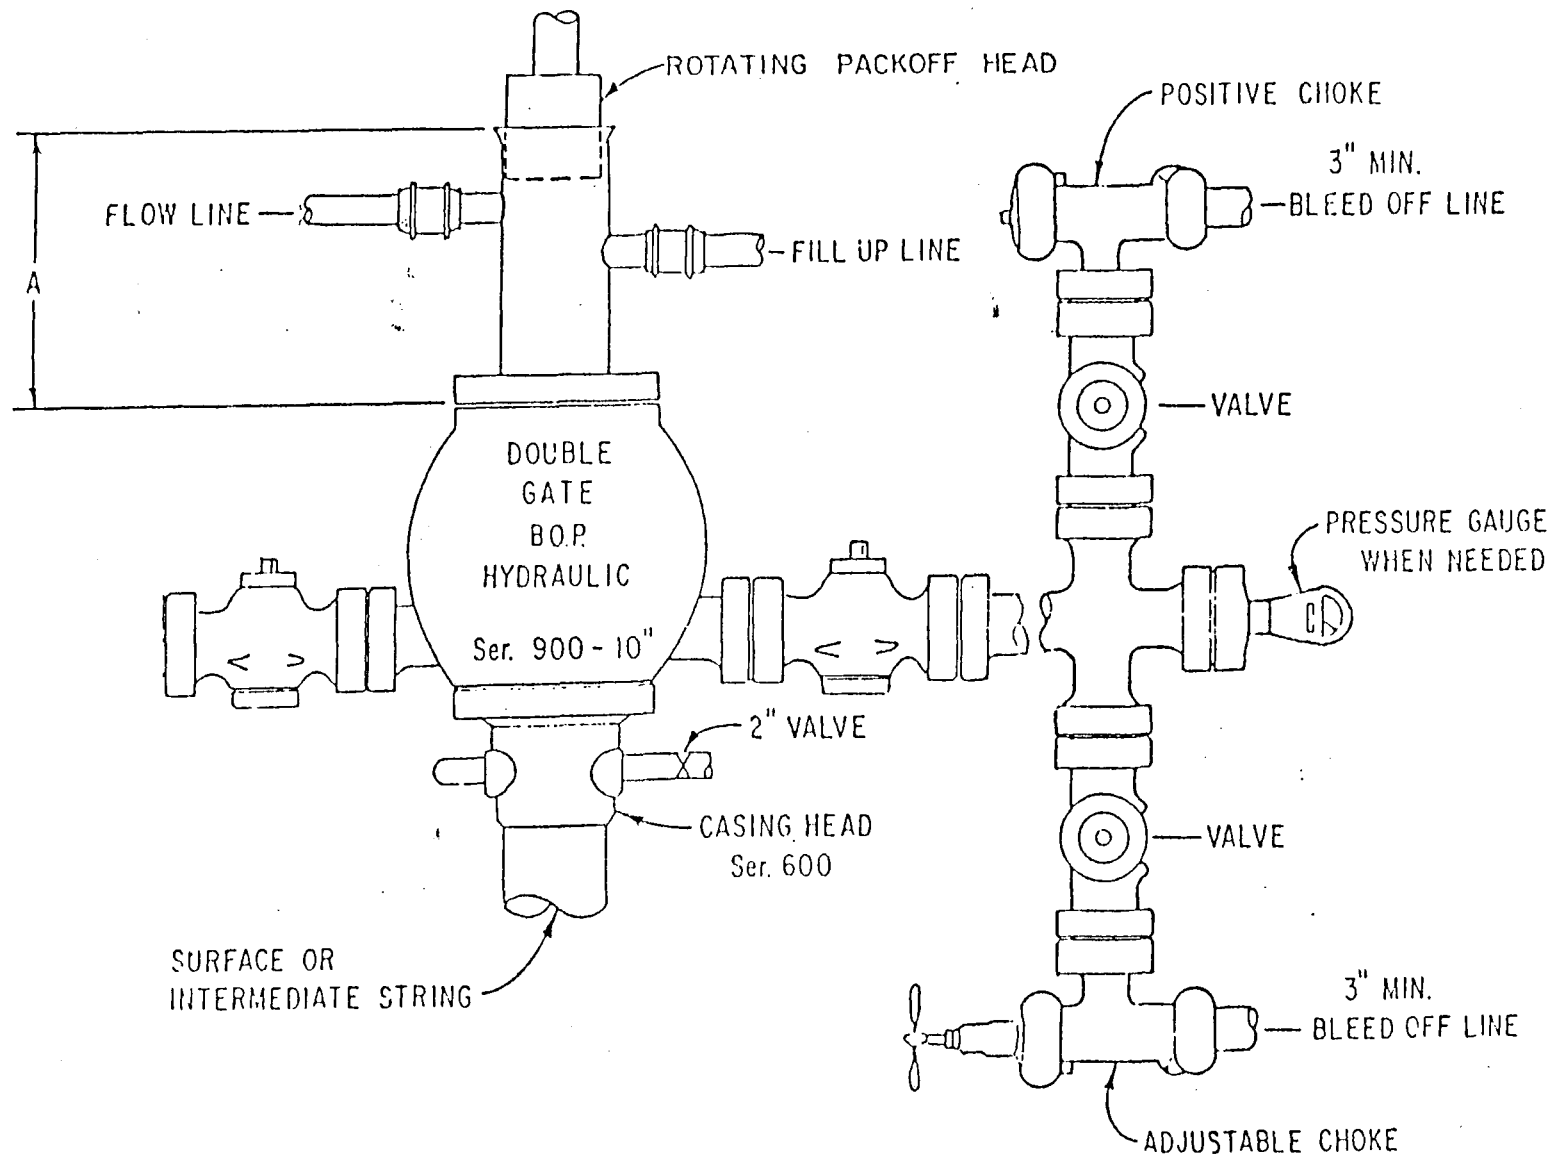 ROTATING PACKOFF HEAD
POSITIVE CHOKE
3" MIN.
BLEED OFF LINE
FLOW LINE
FILL UP LINE
A
VALVE
DOUBLE
GATE
B.O.P.
HYDRAULIC
Ser. 900-10"
PRESSURE GAUGE
WHEN NEEDED
2" VALVE
CASING HEAD
Ser. 600
VALVE
SURFACE OR
INTERMEDIATE STRING
3" MIN.
BLEED OFF LINE
ADJUSTABLE CHOKE